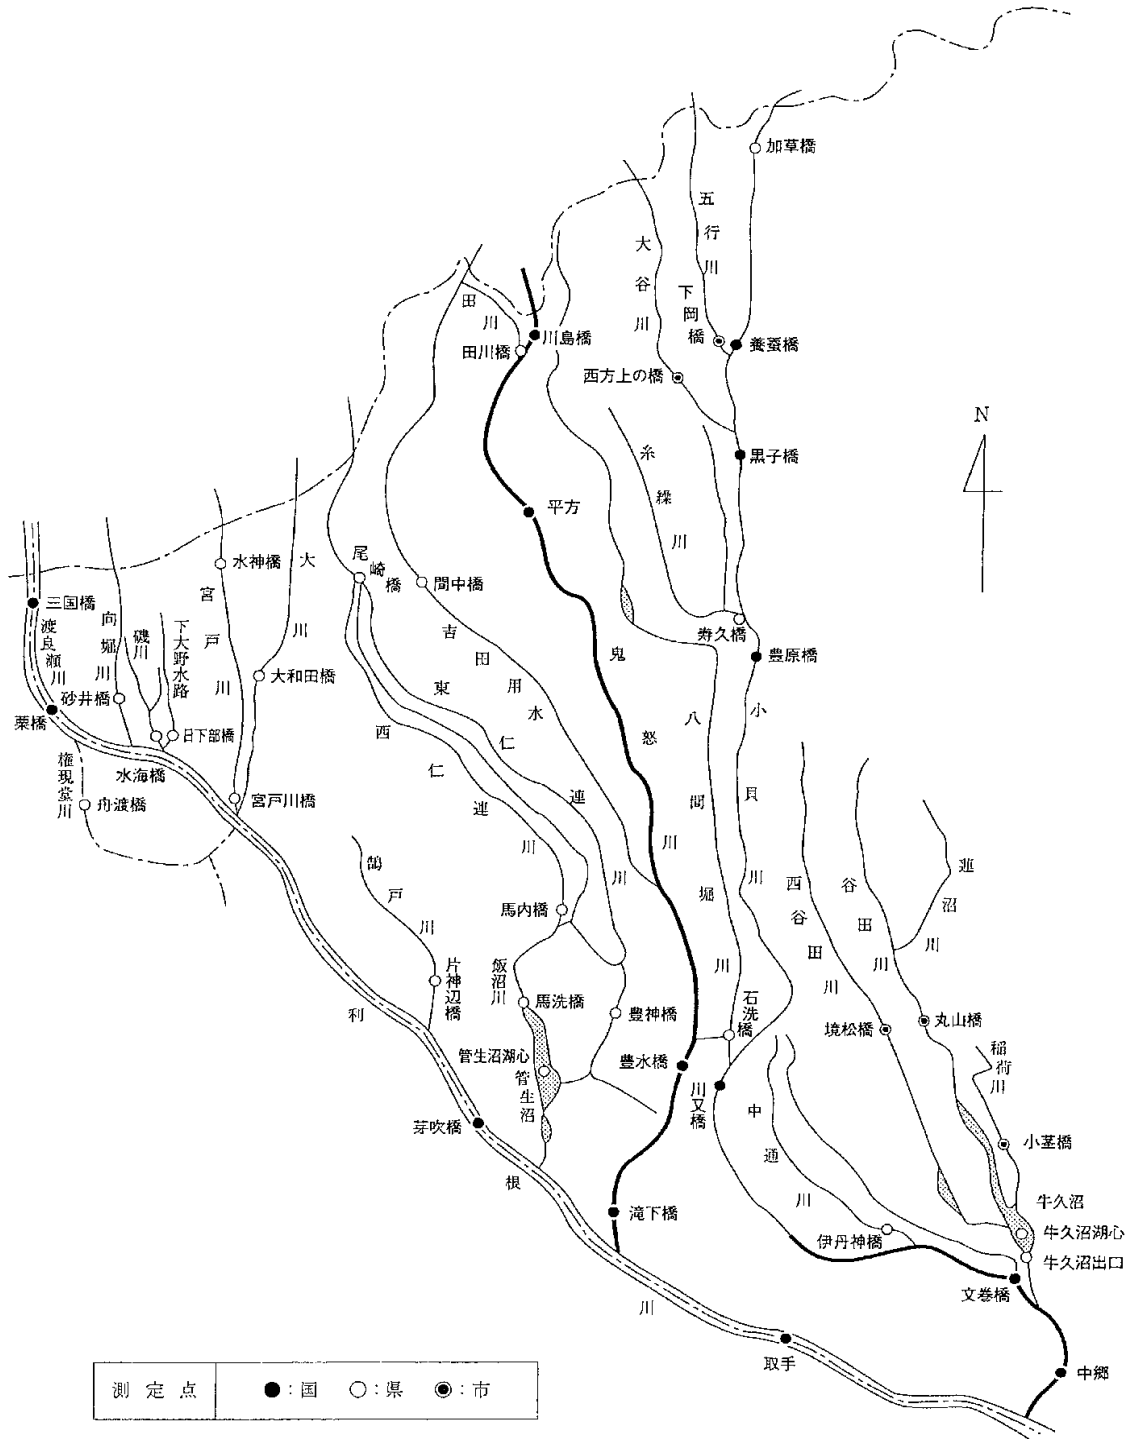 加草橋
五行川
大谷川
下岡橋
田川
川島橋
田川橋
養蚕橋
西方上の橋
N
糸繰川
黒子橋
平方
尾崎橋
間中橋
水神橋
大川
宮戸川
三国橋
渡良瀬川
向堀川
磯川
下大野水路
寿久橋
豊原橋
吉田用水
鬼怒川
大和田橋
砂井橋
栗橋
東仁連川
西仁連川
八間堀川
小貝川
日下部橋
水海橋
権現堂川
舟渡橋
宮戸川橋
鵠戸川
馬内橋
西谷田川
谷田川
蓮沼川
片神辺橋
飯沼川
馬洗橋
豊神橋
石洗橋
境松橋
丸山橋
利根川
菅生沼湖心
菅生沼
豊水橋
川又橋
稲荷川
芽吹橋
中通川
小茎橋
滝下橋
伊丹神橋
牛久沼
牛久沼湖心
牛久沼出口
文巻橋
取手
中郷
測定点 ●:国 ○:県 ◉:市